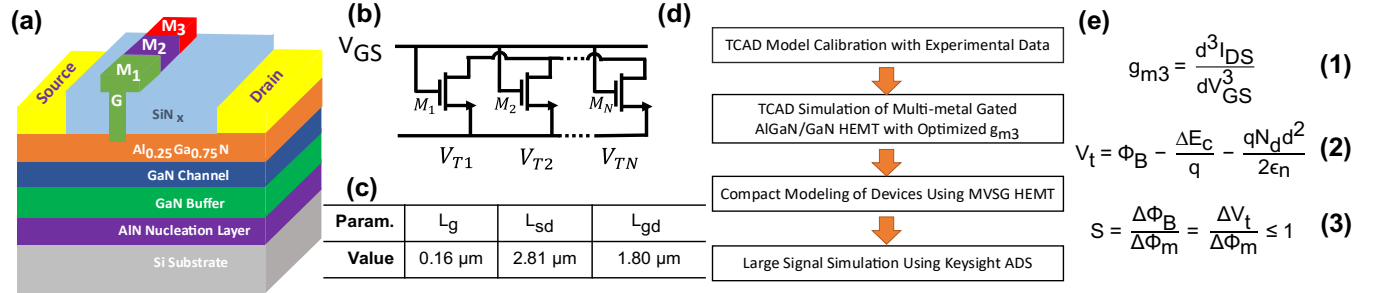 (a)
M3
M2
M1
G
Source
Drain
SiNx
Al0.25Ga0.75N
GaN Channel
GaN Buffer
AlN Nucleation Layer
Si Substrate
(b)
VGS
M1
M2
MN
VT1
VT2
VTN
(c)
Param. Lg Lsd Lgd
Value 0.16 μm 2.81 μm 1.80 μm
(d)
TCAD Model Calibration with Experimental Data
TCAD Simulation of Multi-metal Gated
AlGaN/GaN HEMT with Optimized gm3
Compact Modeling of Devices Using MVSG HEMT
Large Signal Simulation Using Keysight ADS
(e)
gm3 = d³IDS / dV³GS (1)
Vt = ΦB − ΔEc/q − qNdd²/2ϵn (2)
S = ΔΦB/ΔΦm = ΔVt/ΔΦm ≤ 1 (3)